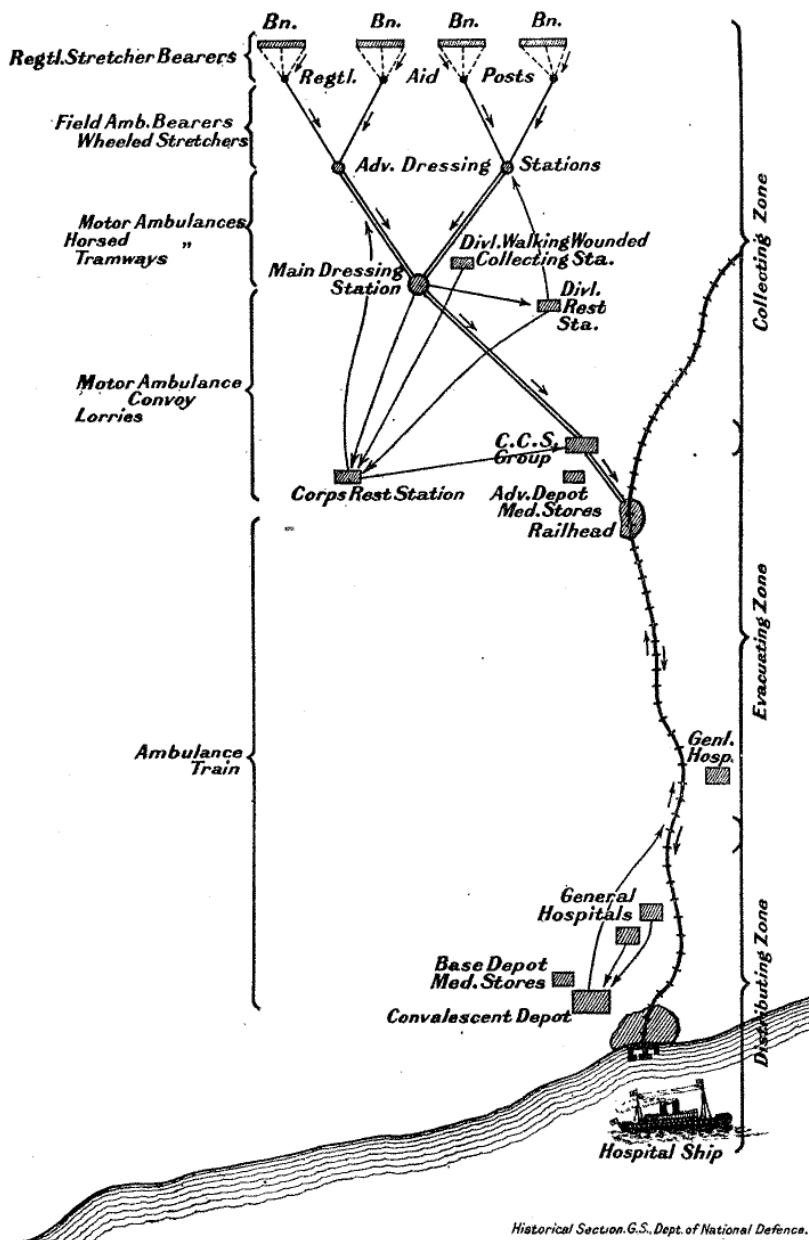 Bn. Bn. Bn. Bn.
Regtl. Stretcher Bearers
Regtl. Aid Posts
Field Amb. Bearers
Wheeled Stretchers
Adv. Dressing Stations
Motor Ambulances
Horsed „
Tramways
Divl. Walking Wounded
Collecting Sta.
Main Dressing
Station
Divl.
Rest
Sta.
Collecting Zone
Motor Ambulance
Convoy
Lorries
C.C.S.
Group
Corps Rest Station
Adv. Depot
Med. Stores
Railhead
Evacuating Zone
Ambulance
Train
Genl.
Hosp.
General
Hospitals
Base Depot
Med. Stores
Convalescent Depot
Distributing Zone
Hospital Ship
Historical Section. G.S., Dept. of National Defence.